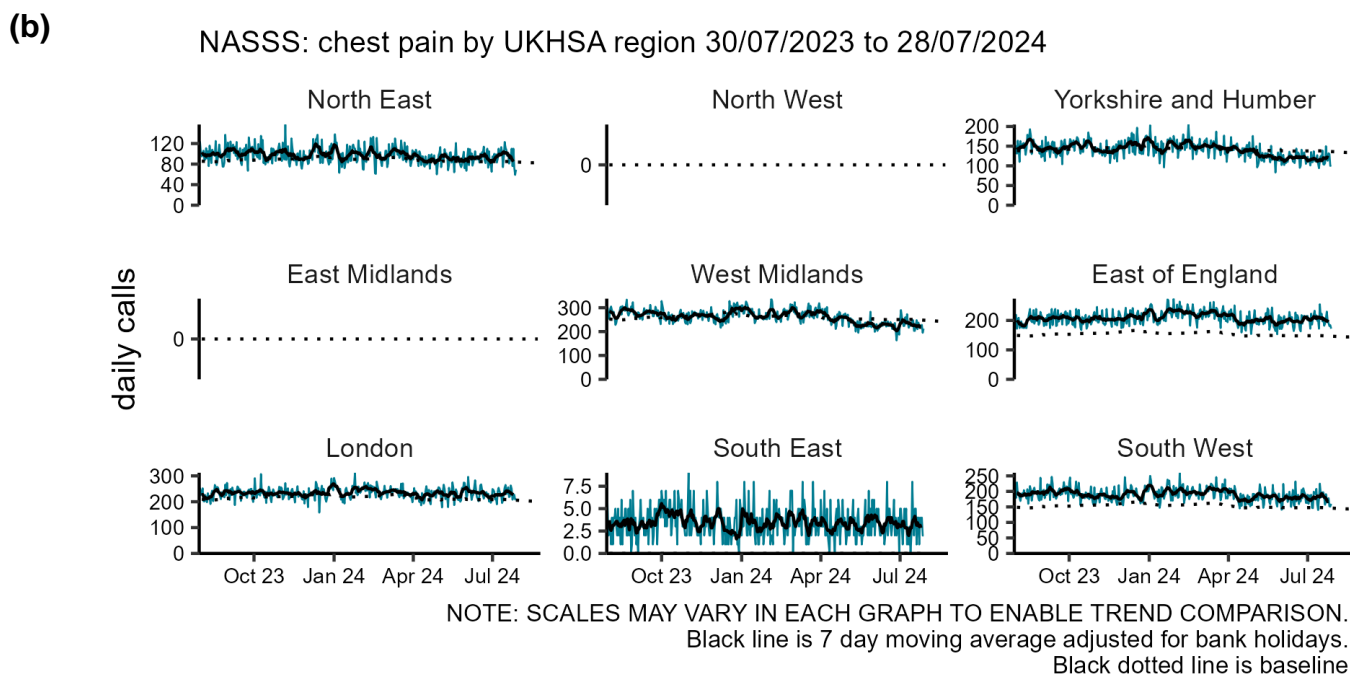 (b)
NASSS: chest pain by UKHSA region 30/07/2023 to 28/07/2024
daily calls
North East
120
80
40
0
North West
0
Yorkshire and Humber
200
150
100
50
0
East Midlands
0
West Midlands
300
200
100
0
East of England
200
100
0
London
300
200
100
0
Oct 23 Jan 24 Apr 24 Jul 24
South East
7.5
5.0
2.5
0.0
Oct 23 Jan 24 Apr 24 Jul 24
South West
250
200
150
100
50
0
Oct 23 Jan 24 Apr 24 Jul 24
NOTE: SCALES MAY VARY IN EACH GRAPH TO ENABLE TREND COMPARISON.
Black line is 7 day moving average adjusted for bank holidays.
Black dotted line is baseline